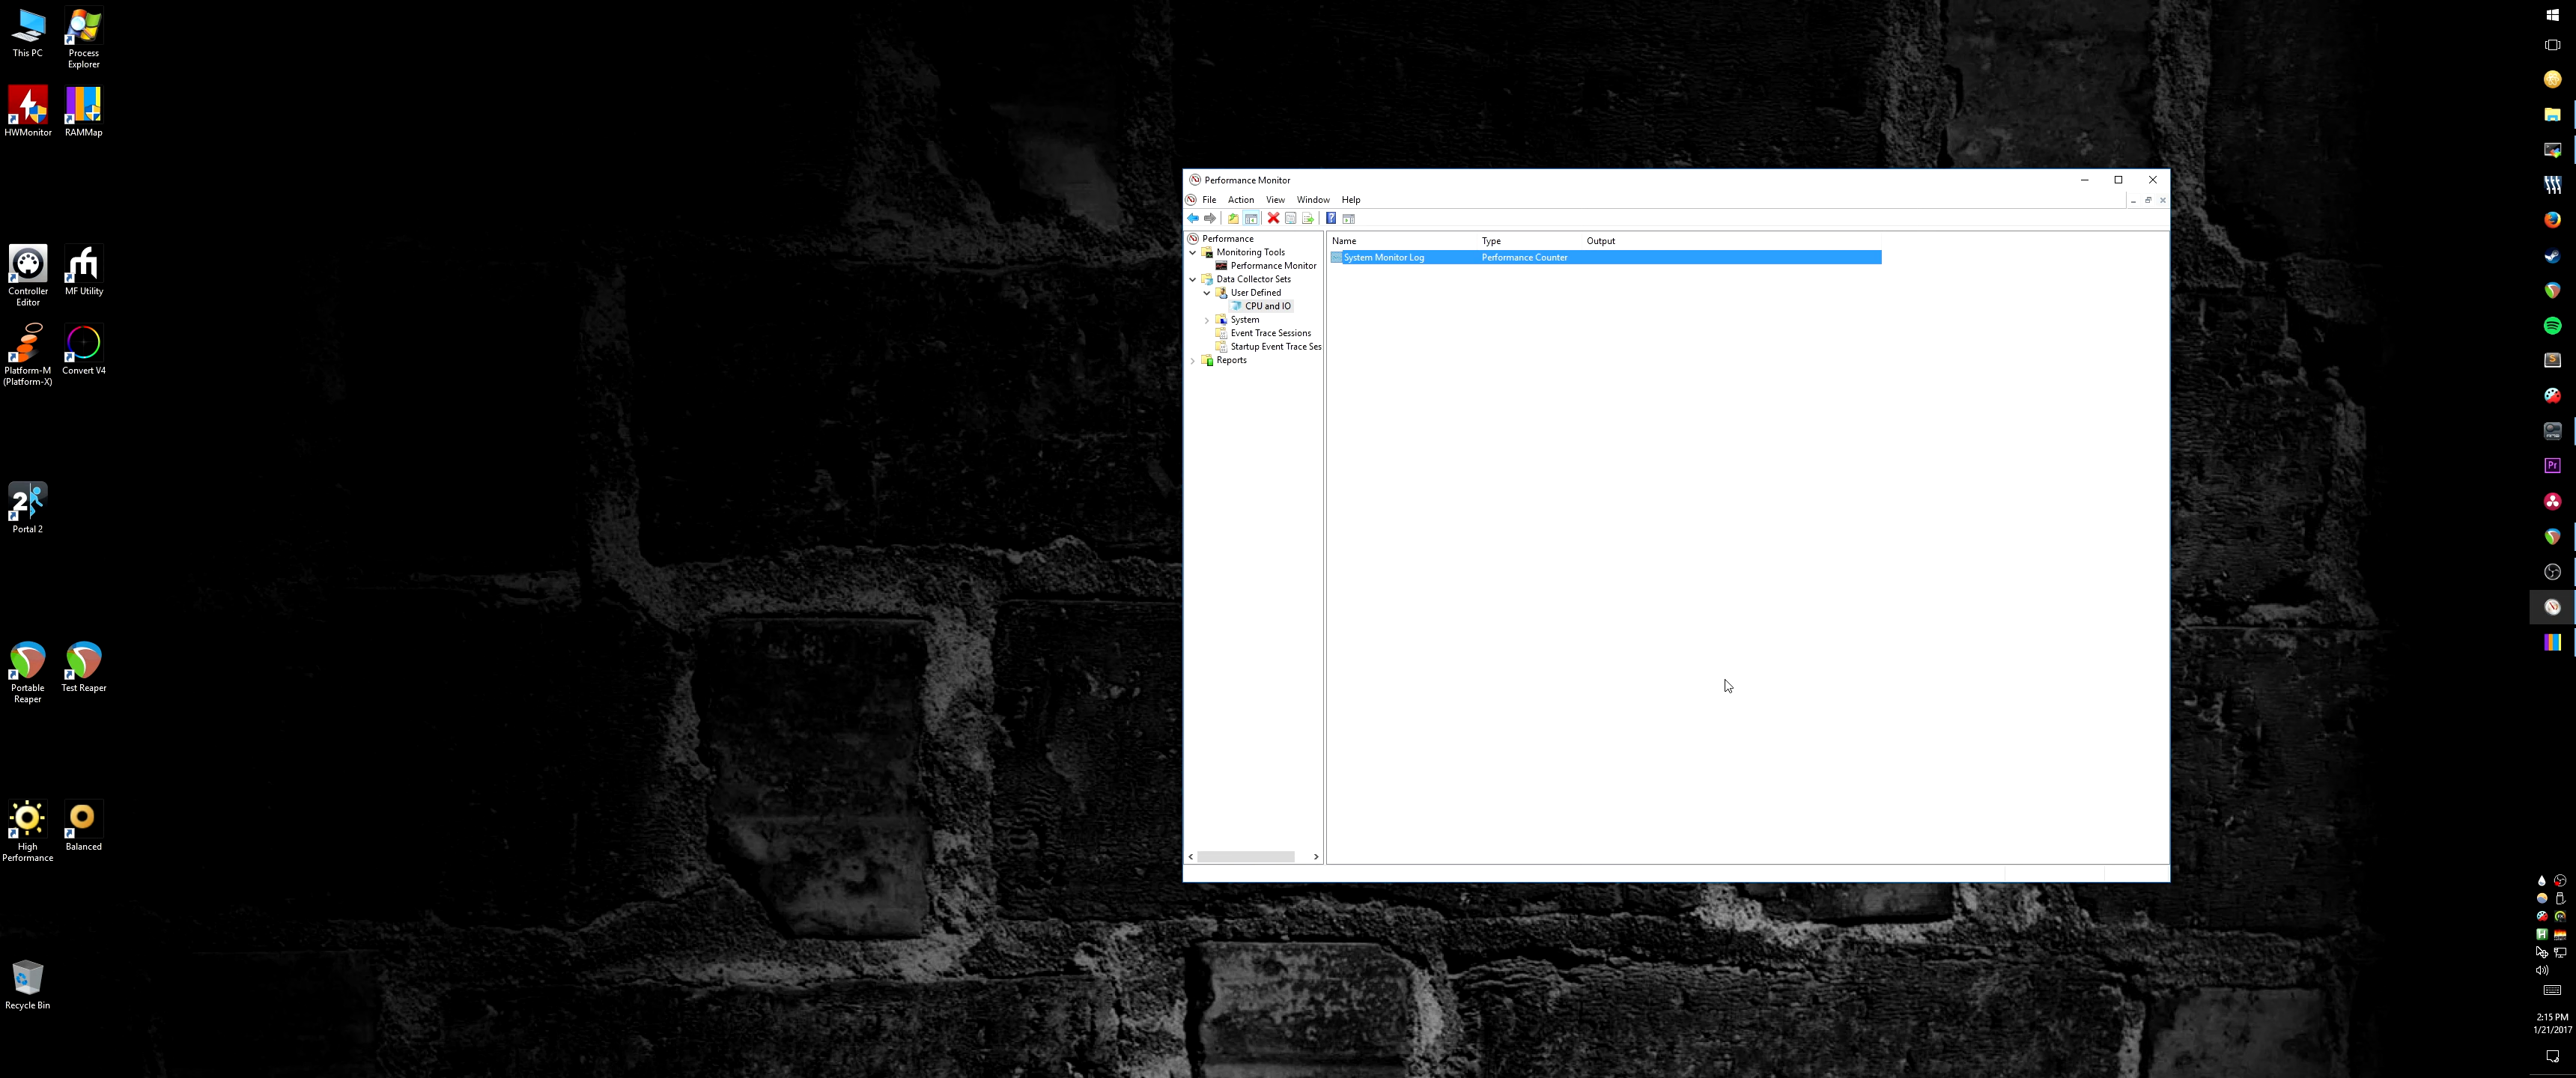 This PC
Process
Explorer
HWMonitor
RAMMap
Controller
Editor
MF Utility
Platform-M
(Platform-X)
Convert V4
Portal 2
Portable
Reaper
Test Reaper
High
Performance
Balanced
Recycle Bin
Performance Monitor
File Action View Window Help
Performance
Monitoring Tools
Performance Monitor
Data Collector Sets
User Defined
CPU and IO
System
Event Trace Sessions
Startup Event Trace Ses
Reports
Name Type Output
System Monitor Log Performance Counter
Pr
2:15 PM
1/21/2017